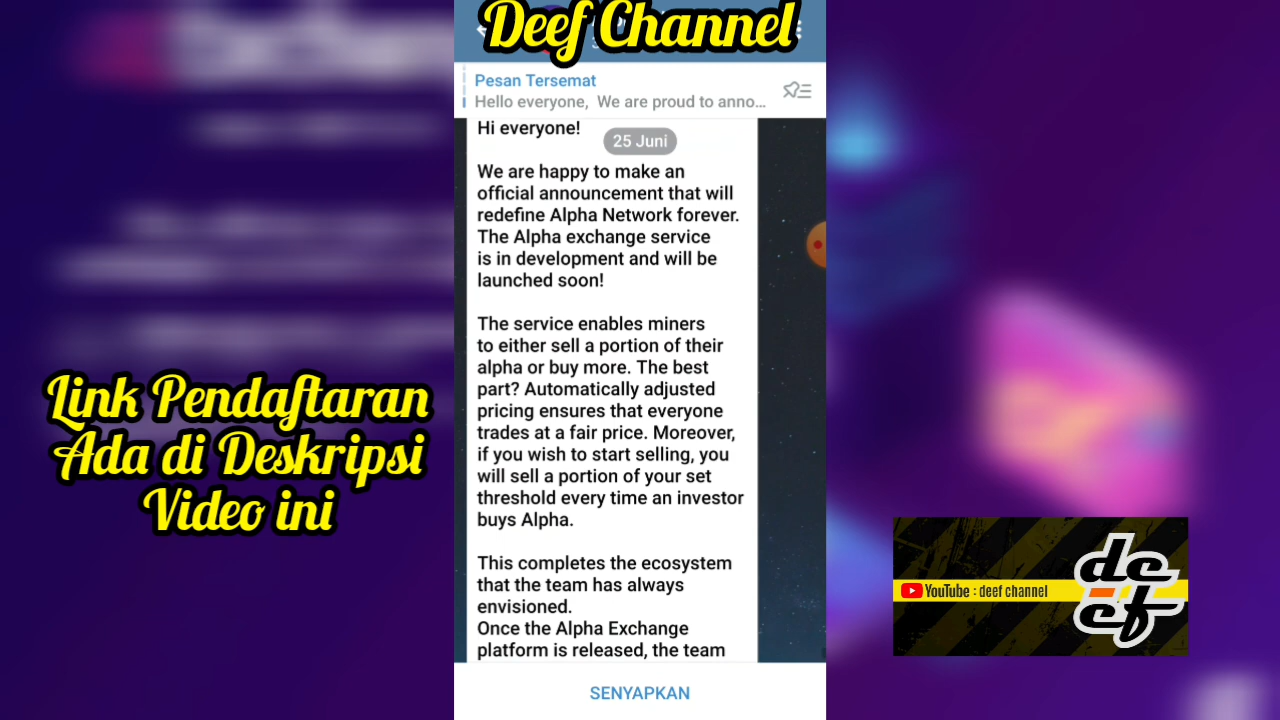 Deef Channel
Pesan Tersemat
Hello everyone, We are proud to anno...
Hi everyone!
25 Juni
We are happy to make an
official announcement that will
redefine Alpha Network forever.
The Alpha exchange service
is in development and will be
launched soon!
The service enables miners
to either sell a portion of their
alpha or buy more. The best
part? Automatically adjusted
pricing ensures that everyone
trades at a fair price. Moreover,
if you wish to start selling, you
will sell a portion of your set
threshold every time an investor
buys Alpha.
This completes the ecosystem
that the team has always
envisioned.
Once the Alpha Exchange
platform is released, the team
SENYAPKAN
Link Pendaftaran
Ada di Deskripsi
Video ini
YouTube : deef channel
deef